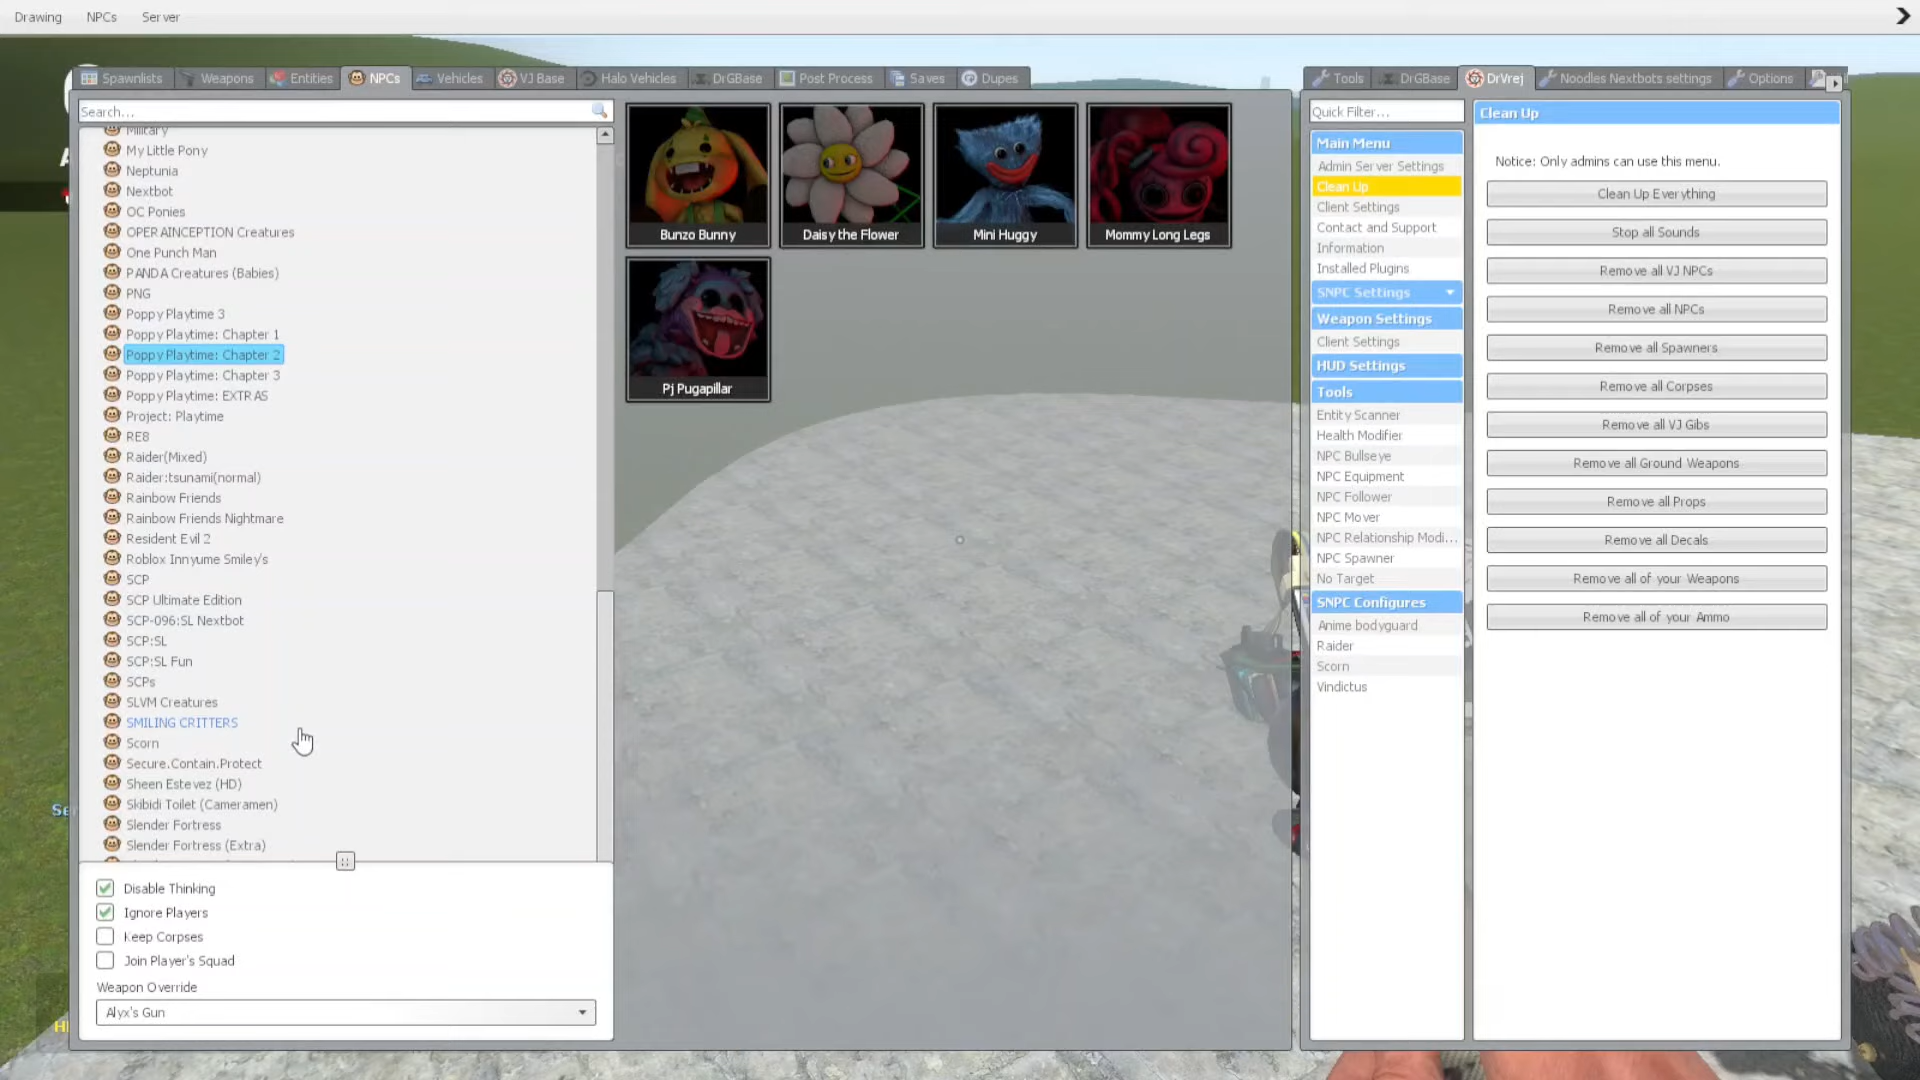 Drawing NPCs Server
Spawnlists Weapons Entities NPCs Vehicles VJ Base Halo Vehicles DrGBase Post Process Saves Dupes
Search...
Military
My Little Pony
Neptunia
Nextbot
OC Ponies
OPERAINCEPTION Creatures
One Punch Man
PANDA Creatures (Babies)
PNG
Poppy Playtime 3
Poppy Playtime: Chapter 1
Poppy Playtime: Chapter 2
Poppy Playtime: Chapter 3
Poppy Playtime: EXTRAS
Project: Playtime
RE8
Raider(Mixed)
Raider:tsunami(normal)
Rainbow Friends
Rainbow Friends Nightmare
Resident Evil 2
Roblox Innyume Smiley's
SCP
SCP Ultimate Edition
SCP-096:SL Nextbot
SCP:SL
SCP:SL Fun
SCPs
SLVM Creatures
SMILING CRITTERS
Scorn
Secure.Contain.Protect
Sheen Estevez (HD)
Skibidi Toilet (Cameramen)
Slender Fortress
Slender Fortress (Extra)
Disable Thinking
Ignore Players
Keep Corpses
Join Player's Squad
Weapon Override
Alyx's Gun
Bunzo Bunny
Daisy the Flower
Mini Huggy
Mommy Long Legs
Pj Pugapillar
Tools DrGBase DrVrej Noodles Nextbots settings Options
Quick Filter...
Main Menu
Admin Server Settings
Clean Up
Client Settings
Contact and Support
Information
Installed Plugins
SNPC Settings
Weapon Settings
Client Settings
HUD Settings
Tools
Entity Scanner
Health Modifier
NPC Bullseye
NPC Equipment
NPC Follower
NPC Mover
NPC Relationship Modi...
NPC Spawner
No Target
SNPC Configures
Anime bodyguard
Raider
Scorn
Vindictus
Clean Up
Notice: Only admins can use this menu.
Clean Up Everything
Stop all Sounds
Remove all VJ NPCs
Remove all NPCs
Remove all Spawners
Remove all Corpses
Remove all VJ Gibs
Remove all Ground Weapons
Remove all Props
Remove all Decals
Remove all of your Weapons
Remove all of your Ammo